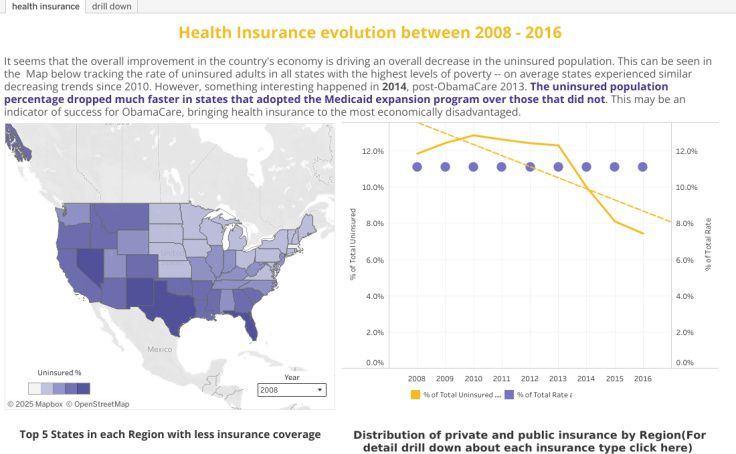 health insurance drill down
Health Insurance evolution between 2008 - 2016
It seems that the overall improvement in the country's economy is driving an overall decrease in the uninsured population. This can be seen in
the Map below tracking the rate of uninsured adults in all states with the highest levels of poverty -- on average states experienced similar
decreasing trends since 2010. However, something interesting happened in 2014, post-ObamaCare 2013. The uninsured population
percentage dropped much faster in states that adopted the Medicaid expansion program over those that did not. This may be an
indicator of success for ObamaCare, bringing health insurance to the most economically disadvantaged.
Mexico
Uninsured %
Year
2008
© 2025 Mapbox © OpenStreetMap
% of Total Uninsured
12.0%
10.0%
8.0%
6.0%
4.0%
2.0%
0.0%
12.0%
10.0%
8.0%
6.0%
4.0%
2.0%
0.0%
% of Total Rate
2008 2009 2010 2011 2012 2013 2014 2015 2016
% of Total Uninsured ... % of Total Rate a
Top 5 States in each Region with less insurance coverage
Distribution of private and public insurance by Region(For
detail drill down about each insurance type click here)